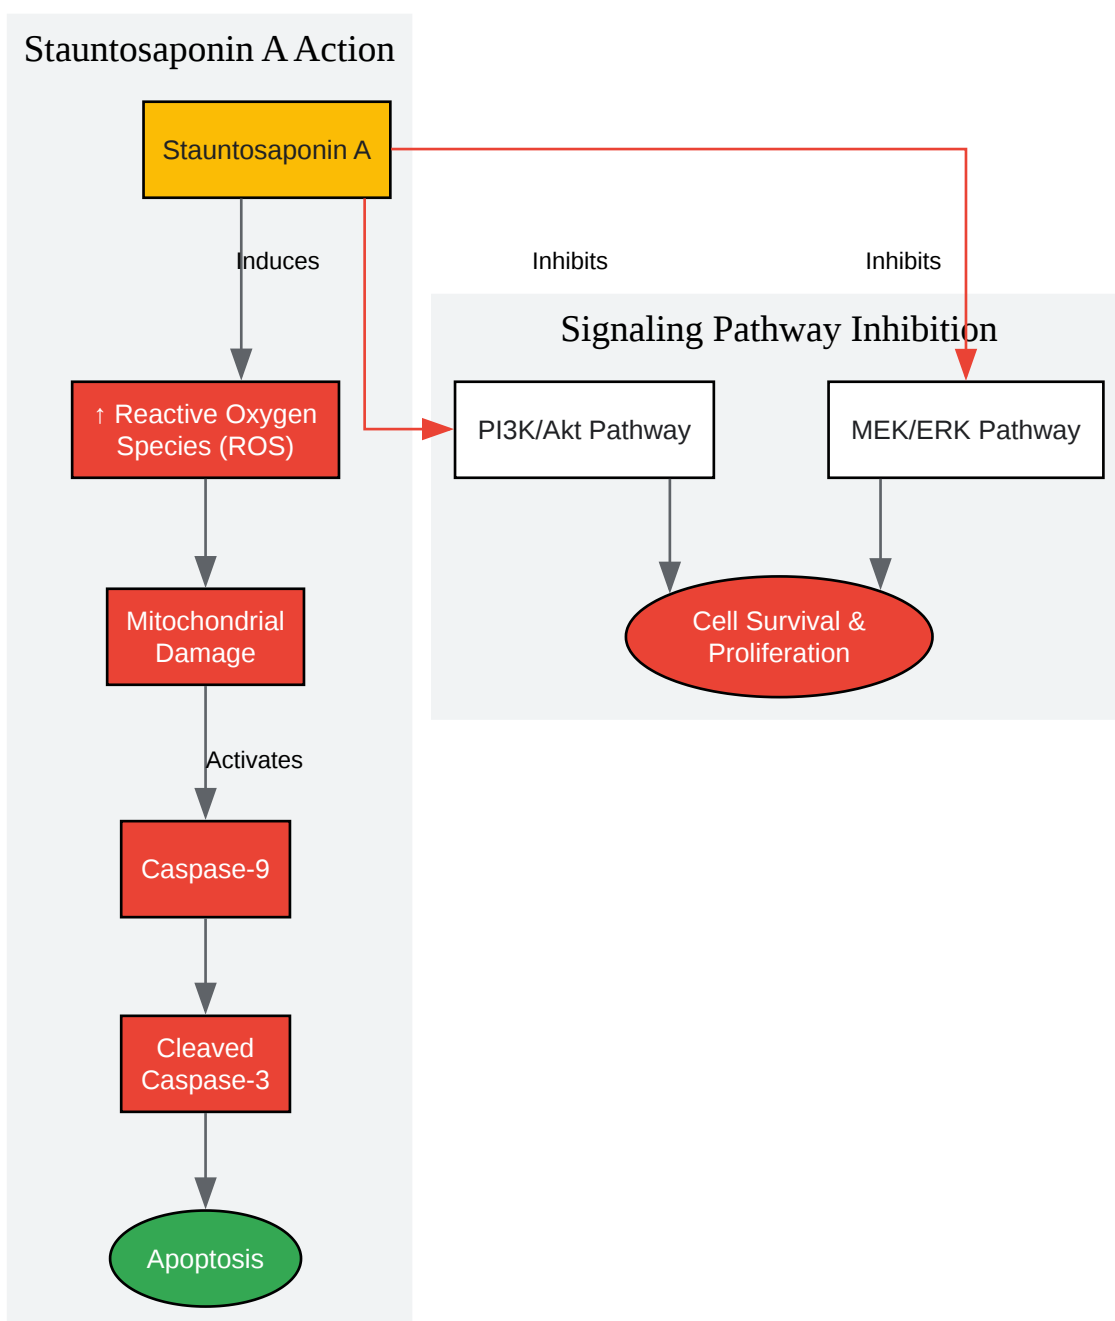 Stauntosaponin A Action
Stauntosaponin A
Induces
Inhibits
Inhibits
Signaling Pathway Inhibition
↑ Reactive Oxygen
Species (ROS)
PI3K/Akt Pathway
MEK/ERK Pathway
Mitochondrial
Damage
Cell Survival &
Proliferation
Activates
Caspase-9
Cleaved
Caspase-3
Apoptosis